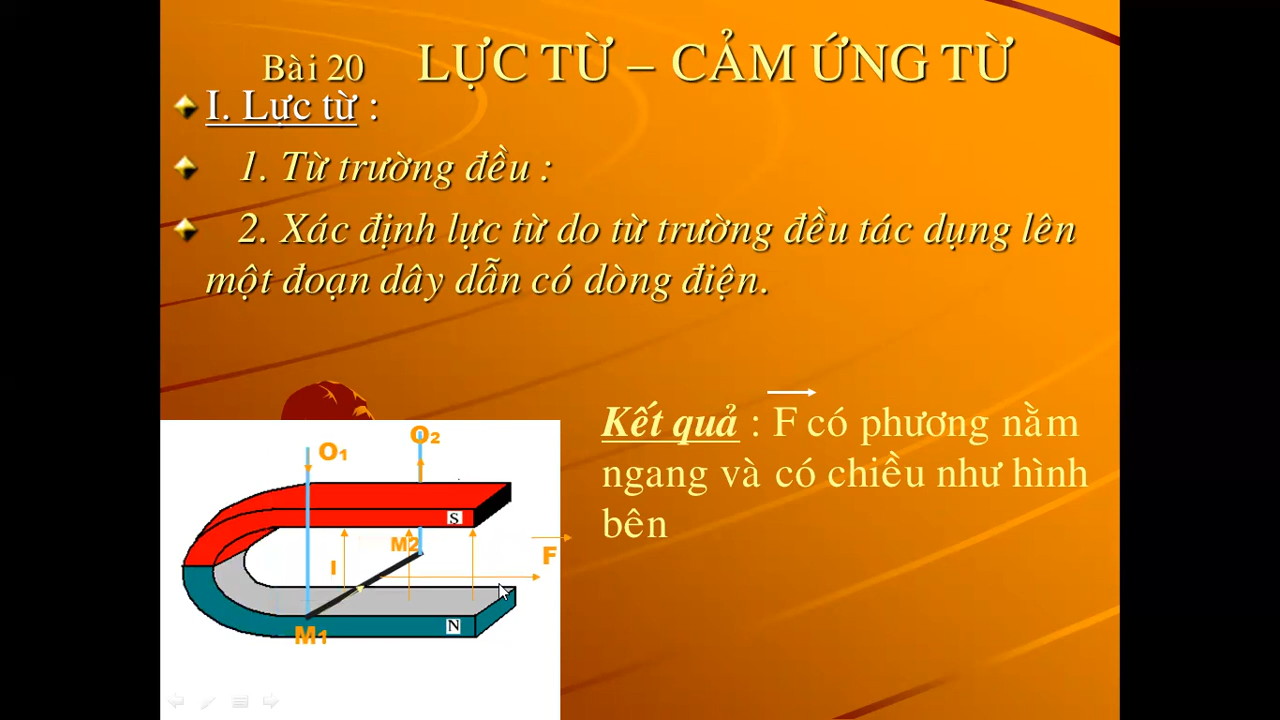 Bài 20 LỰC TỪ – CẢM ỨNG TỪ
I. Lực từ :
1. Từ trường đều :
2. Xác định lực từ do từ trường đều tác dụng lên
một đoạn dây dẫn có dòng điện.
Kết quả : F có phương nằm
ngang và có chiều như hình
bên
O2
O1
S
M2
F
I
N
M1